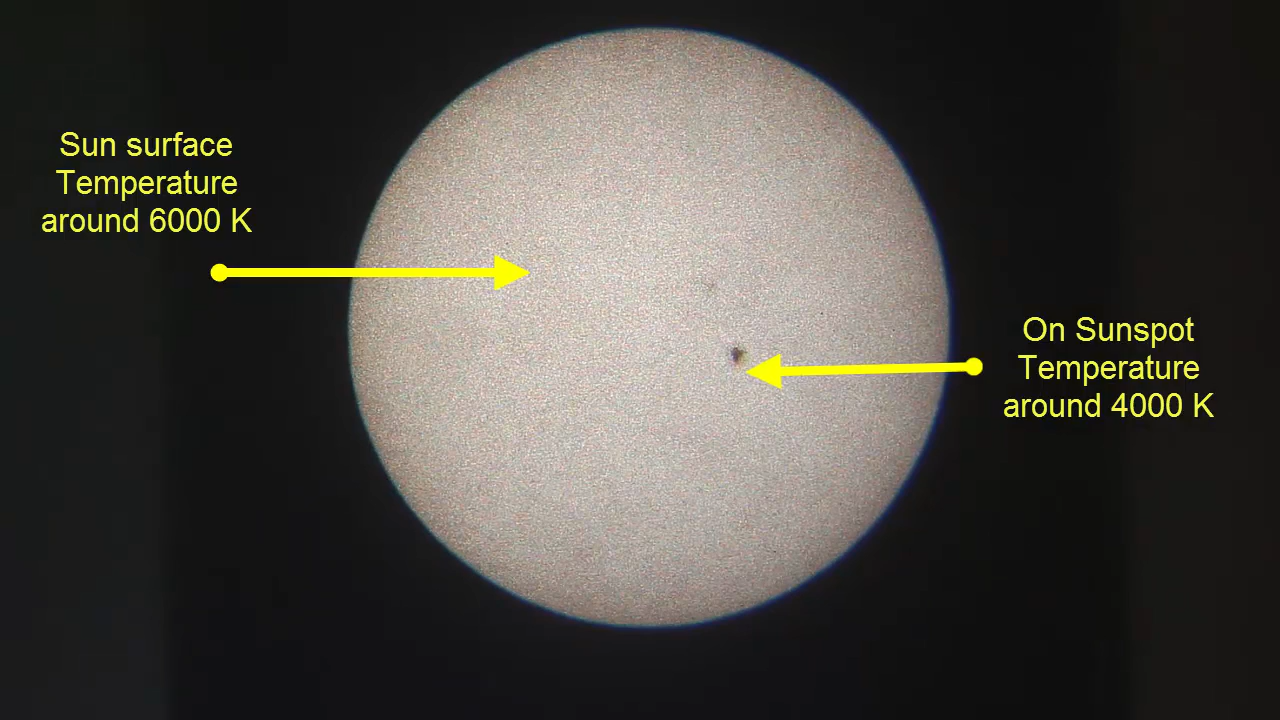 Sun surface
Temperature
around 6000 K
On Sunspot
Temperature
around 4000 K